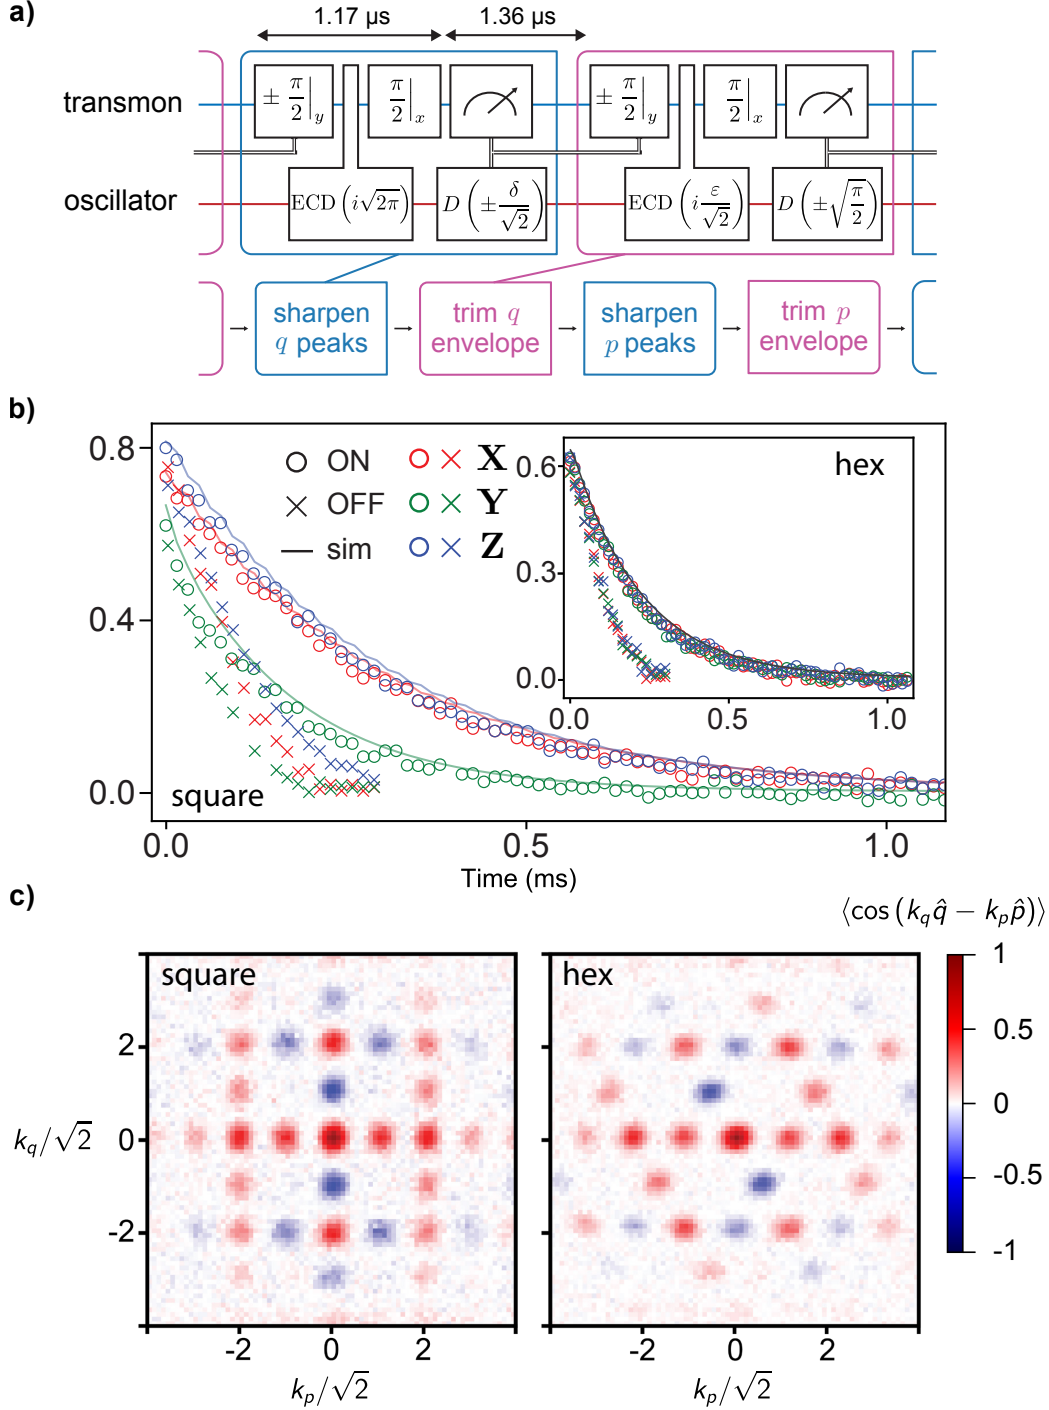 a)
1.17 µs 1.36 µs
transmon ± π/2|y π/2|x ± π/2|y π/2|x
oscillator ECD (i√2π) D (± δ/√2) ECD (i ε/√2) D (±√(π/2))
sharpen q peaks
trim q envelope
sharpen p peaks
trim p envelope
b)
0.8
0.4
0.0
ON X
OFF Y
sim Z
square
0.0 0.5 1.0
Time (ms)
hex
0.6
0.3
0.0
0.0 0.5 1.0
c)
⟨cos (k_q q̂ − k_p p̂)⟩
square
hex
2
0
-2
k_q/√2
-2 0 2
k_p/√2
-2 0 2
k_p/√2
1
0.5
0
-0.5
-1